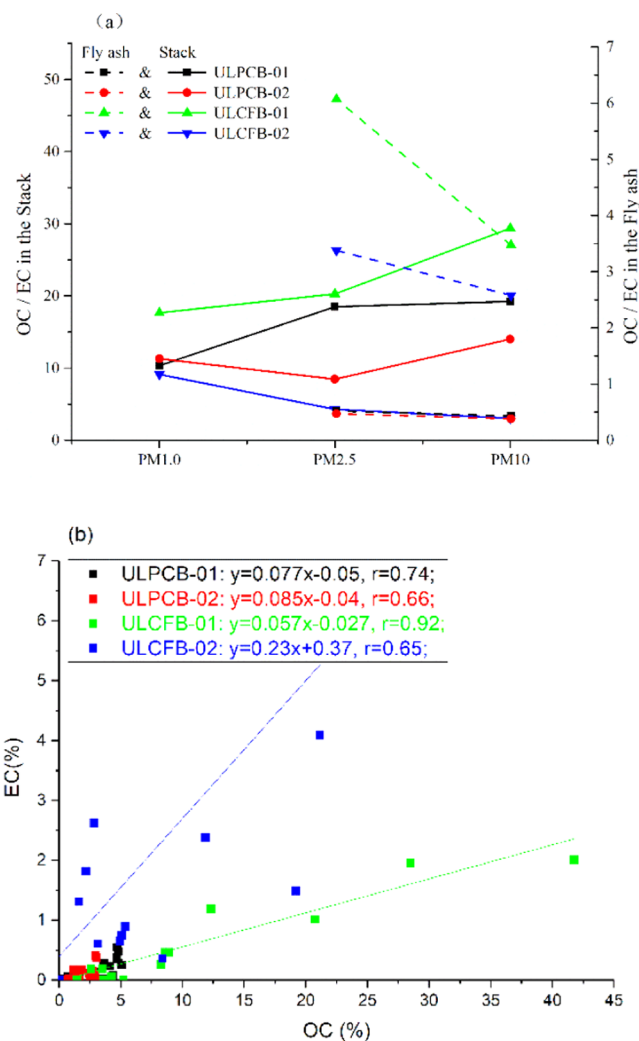 （a）
Fly ash Stack
& ULPCB-01
& ULPCB-02
& ULCFB-01
& ULCFB-02
OC / EC in the Stack
50
40
30
20
10
0
OC / EC in the Fly ash
7
6
5
4
3
2
1
0
PM1.0 PM2.5 PM10
(b)
ULPCB-01: y=0.077x-0.05, r=0.74;
ULPCB-02: y=0.085x-0.04, r=0.66;
ULCFB-01: y=0.057x-0.027, r=0.92;
ULCFB-02: y=0.23x+0.37, r=0.65;
EC(%)
7
6
5
4
3
2
1
0
0 5 10 15 20 25 30 35 40 45
OC (%)